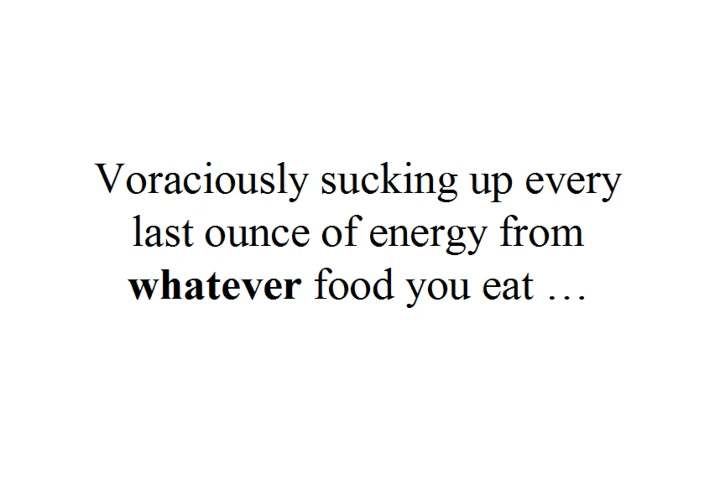 Voraciously sucking up every
last ounce of energy from
whatever food you eat …